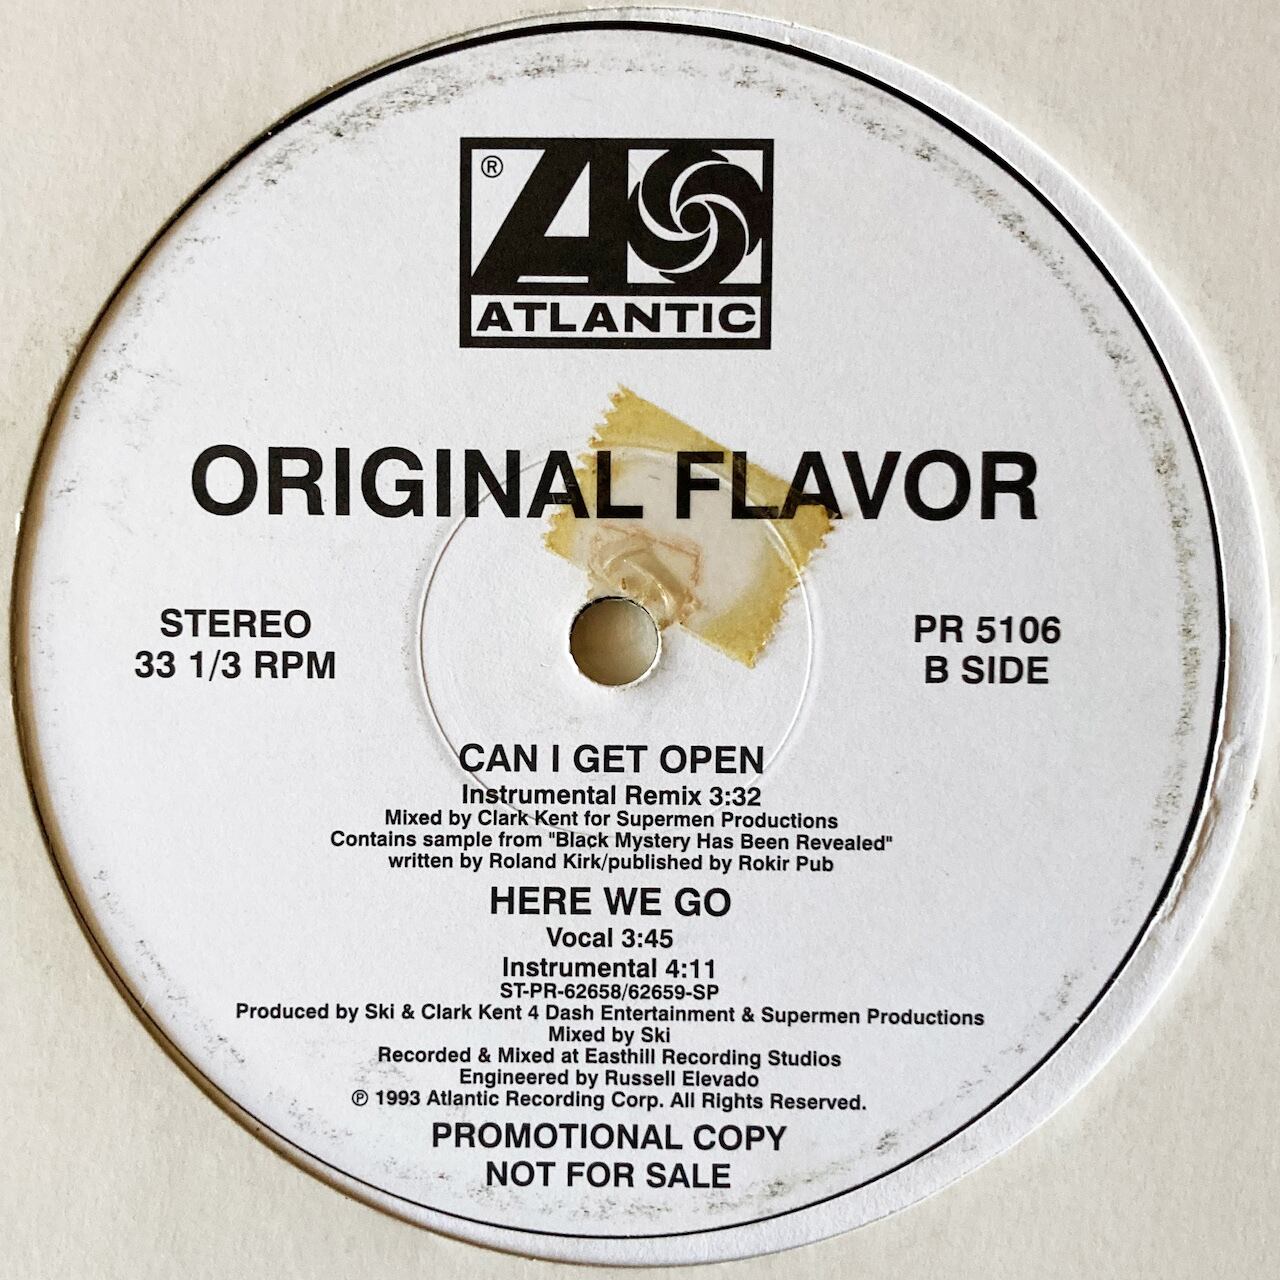 ®
ATLANTIC
ORIGINAL FLAVOR
STEREO
33 1/3 RPM
PR 5106
B SIDE
CAN I GET OPEN
Instrumental Remix 3:32
Mixed by Clark Kent for Supermen Productions
Contains sample from "Black Mystery Has Been Revealed"
written by Roland Kirk/published by Rokir Pub
HERE WE GO
Vocal 3:45
Instrumental 4:11
ST-PR-62658/62659-SP
Produced by Ski & Clark Kent 4 Dash Entertainment & Supermen Productions
Mixed by Ski
Recorded & Mixed at Easthill Recording Studios
Engineered by Russell Elevado
℗ 1993 Atlantic Recording Corp. All Rights Reserved.
PROMOTIONAL COPY
NOT FOR SALE